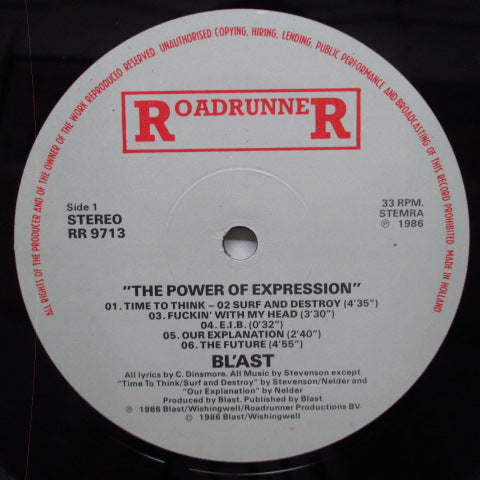 ALL RIGHTS OF THE PRODUCER AND OF THE OWNER OF THE WORK REPRODUCED RESERVED. UNAUTHORISED COPYING, HIRING, LENDING, PUBLIC PERFORMANCE AND BROADCASTING OF THIS RECORD PROHIBITED. MADE IN HOLLAND
ROADRUNNER
Side 1
STEREO
RR 9713
33 RPM.
STEMRA
℗ 1986
"THE POWER OF EXPRESSION"
01. TIME TO THINK – 02 SURF AND DESTROY (4'35")
03. FUCKIN' WITH MY HEAD (3'30")
04. E.I.B. (0'32")
05. OUR EXPLANATION (2'40")
06. THE FUTURE (4'55")
BL'AST
All lyrics by C. Dinsmore. All Music by Stevenson except
"Time To Think/Surf and Destroy" by Stevenson/Nelder and
"Our Explanation" by Nelder
Produced by Blast. Published by Blast
℗ 1986 Blast/Wishingwell/Roadrunner Productions BV·
© 1986 Blast/Wishingwell